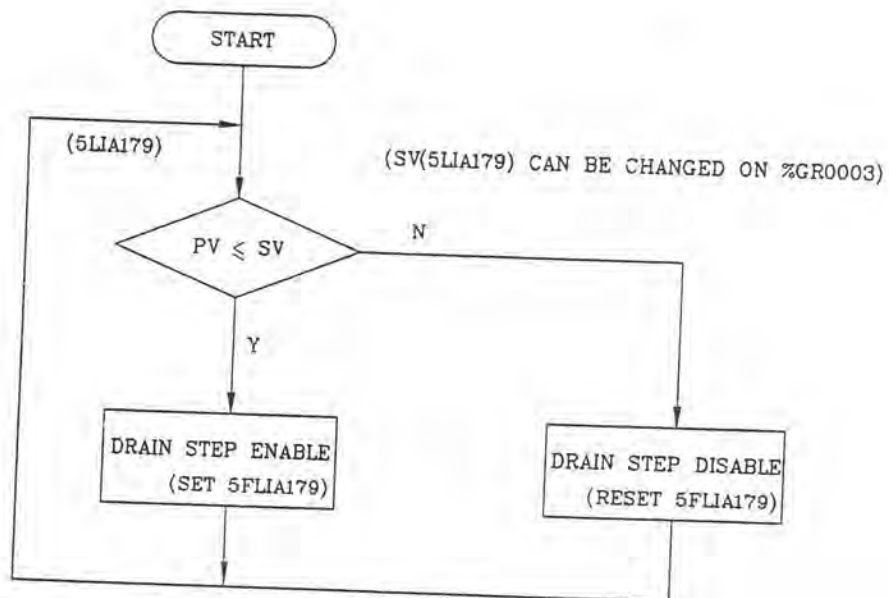 START
(5LIA179)
(SV(5LIA179) CAN BE CHANGED ON %GR0003)
PV ⩽ SV
N
Y
DRAIN STEP ENABLE
(SET 5FLIA179)
DRAIN STEP DISABLE
(RESET 5FLIA179)